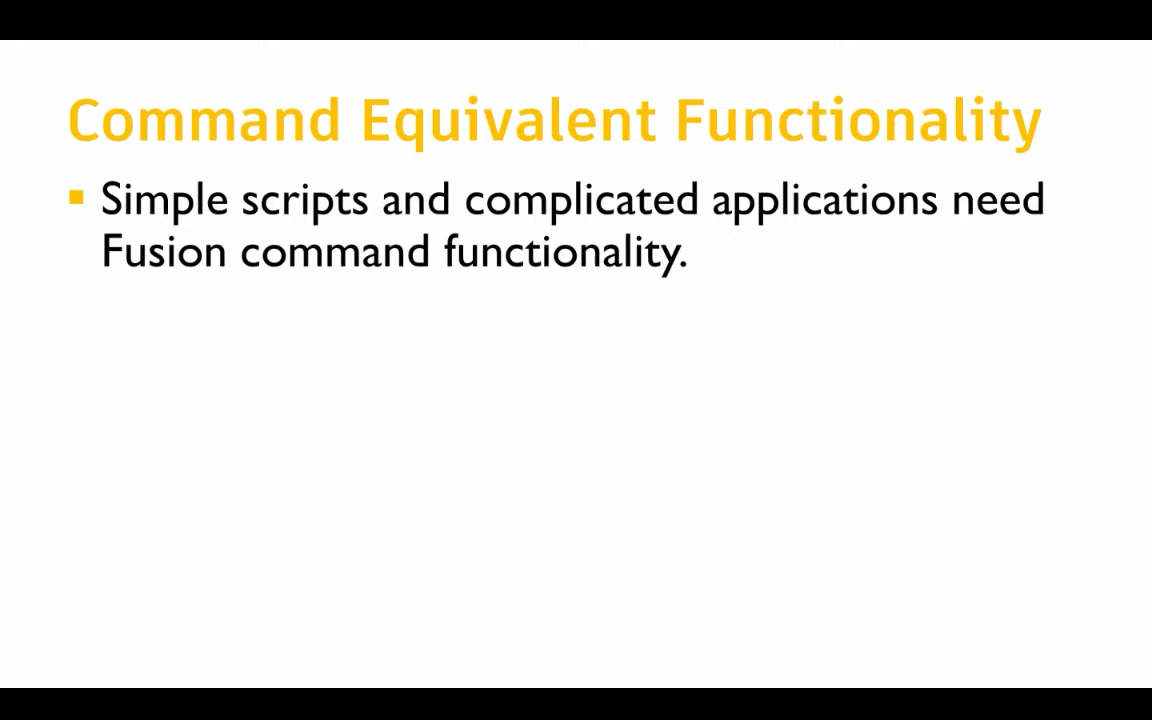 Command Equivalent Functionality
Simple scripts and complicated applications need
Fusion command functionality.